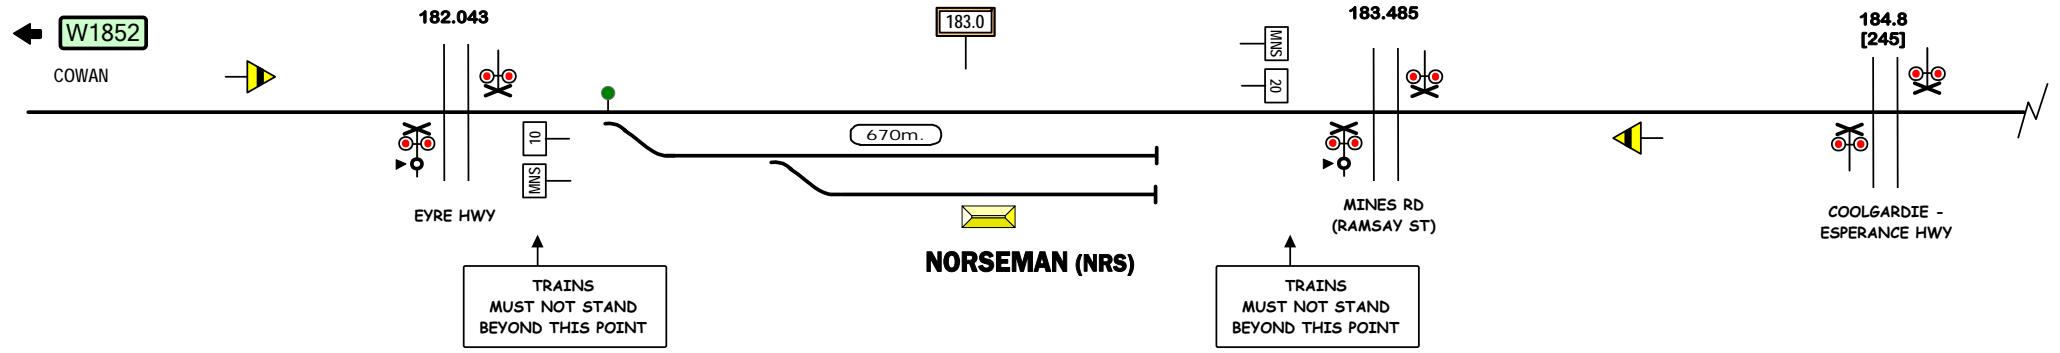 W1852
COWAN
182.043
183.0
183.485
184.8
[245]
MNS
20
10
MNS
670m.
EYRE HWY
MINES RD
(RAMSAY ST)
COOLGARDIE -
ESPERANCE HWY
NORSEMAN (NRS)
TRAINS
MUST NOT STAND
BEYOND THIS POINT
TRAINS
MUST NOT STAND
BEYOND THIS POINT